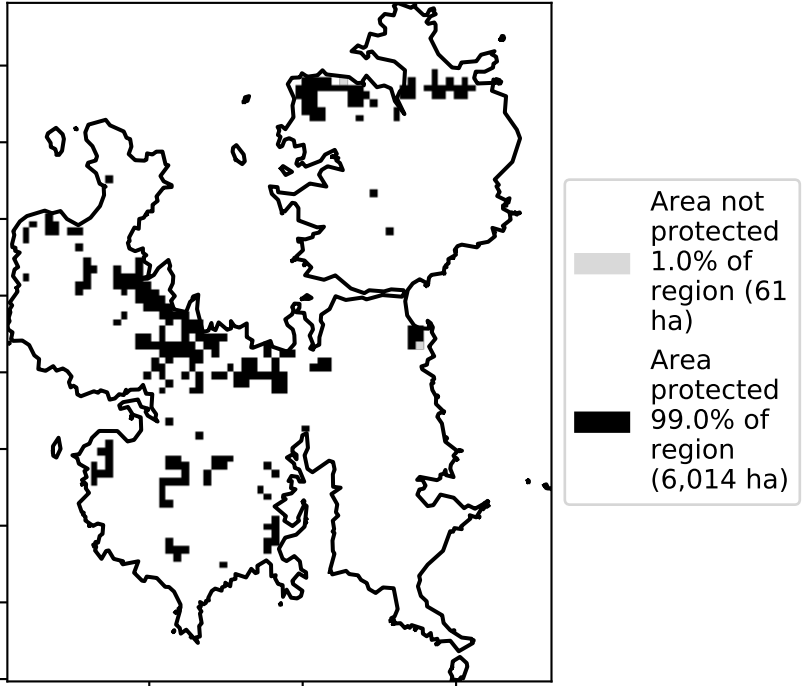 Area not
protected
1.0% of
region (61
ha)
Area
protected
99.0% of
region
(6,014 ha)